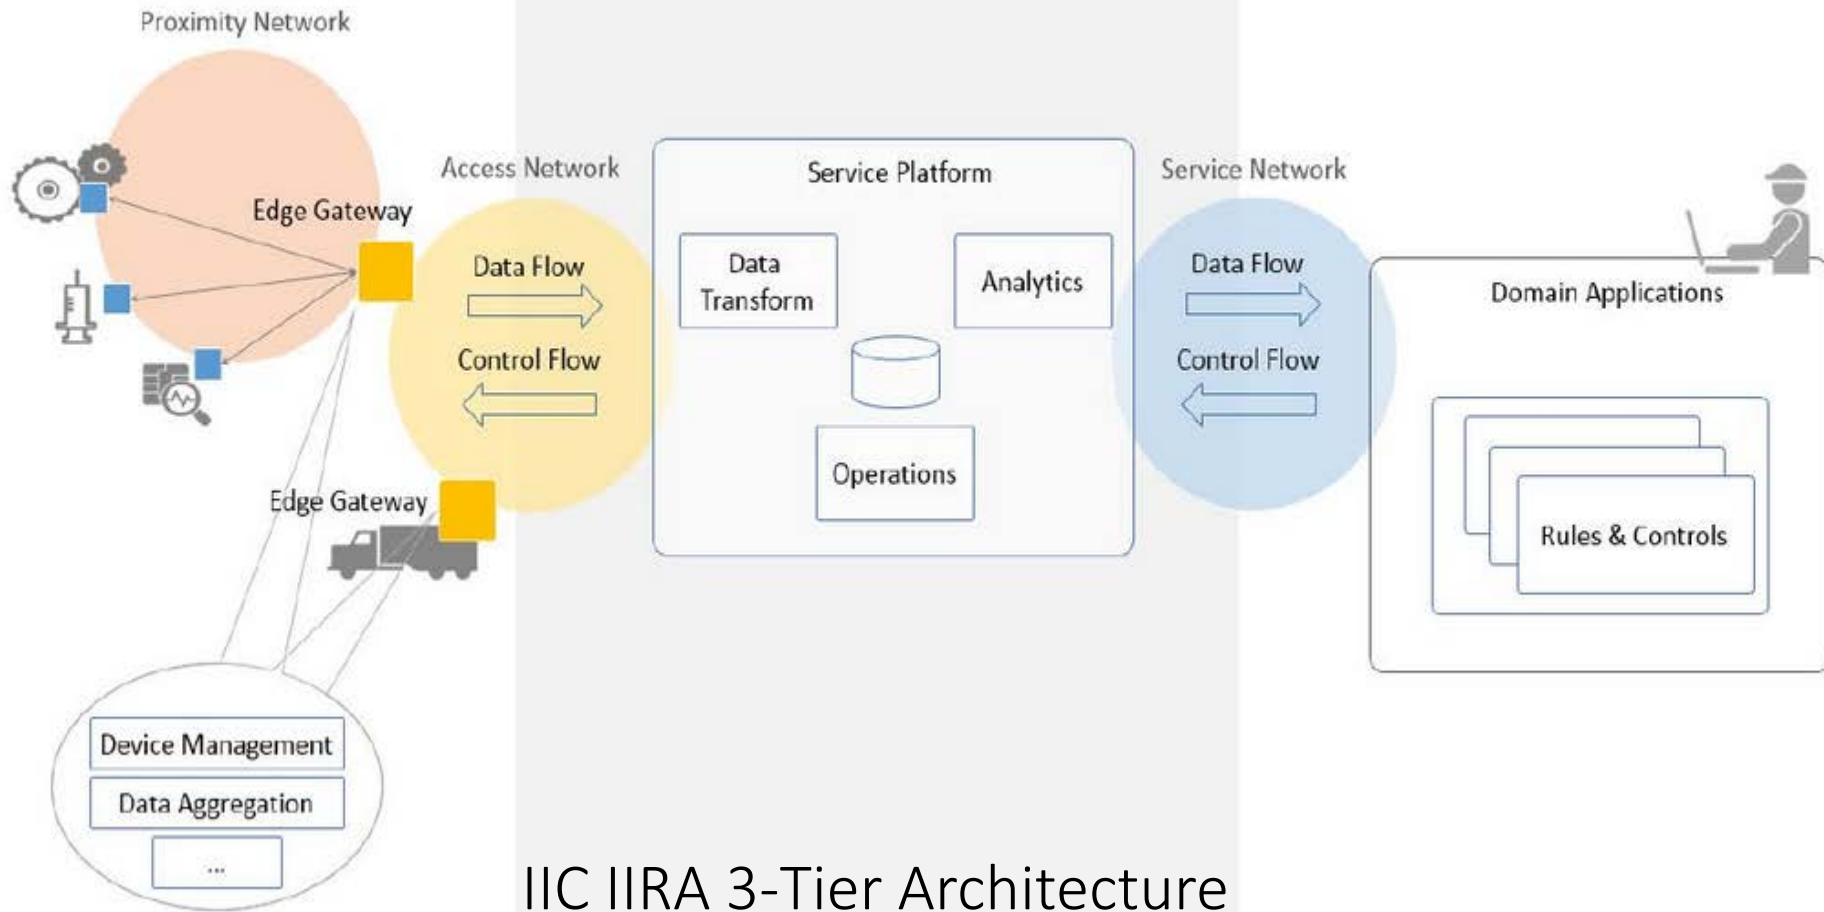 Proximity Network
Edge Gateway
Access Network
Data Flow
Control Flow
Edge Gateway
Device Management
Data Aggregation
...
Service Platform
Data
Transform
Analytics
Operations
Service Network
Data Flow
Control Flow
Domain Applications
Rules & Controls
IIC IIRA 3-Tier Architecture